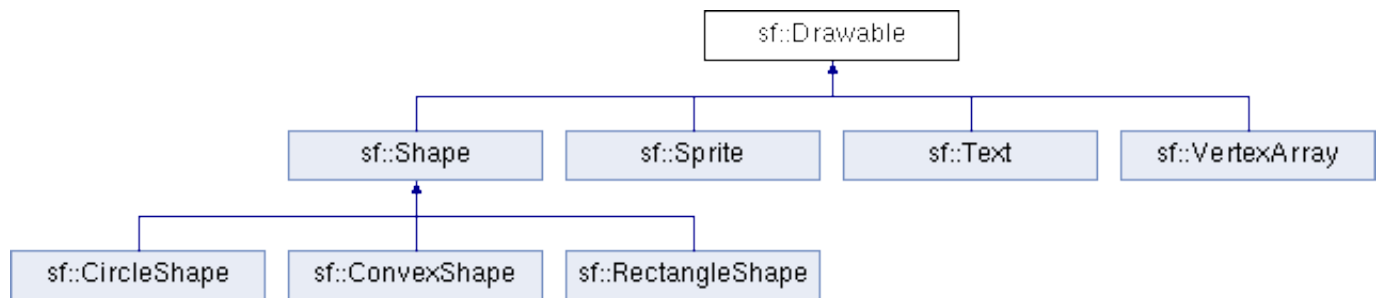 sf::Drawable
sf::Shape
sf::Sprite
sf::Text
sf::VertexArray
sf::CircleShape
sf::ConvexShape
sf::RectangleShape